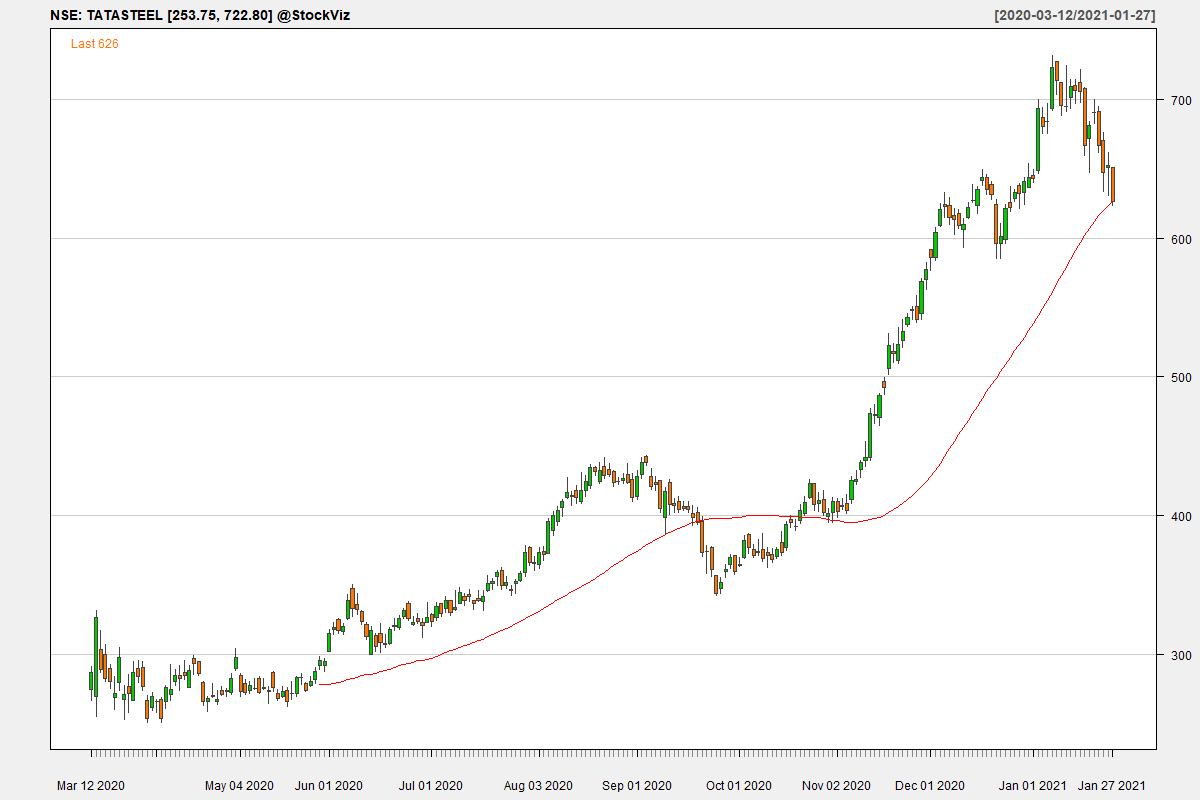 NSE: TATASTEEL [253.75, 722.80] @StockViz
[2020-03-12/2021-01-27]
Last 626
700
600
500
400
300
Mar 12 2020 May 04 2020 Jun 01 2020 Jul 01 2020 Aug 03 2020 Sep 01 2020 Oct 01 2020 Nov 02 2020 Dec 01 2020 Jan 01 2021 Jan 27 2021